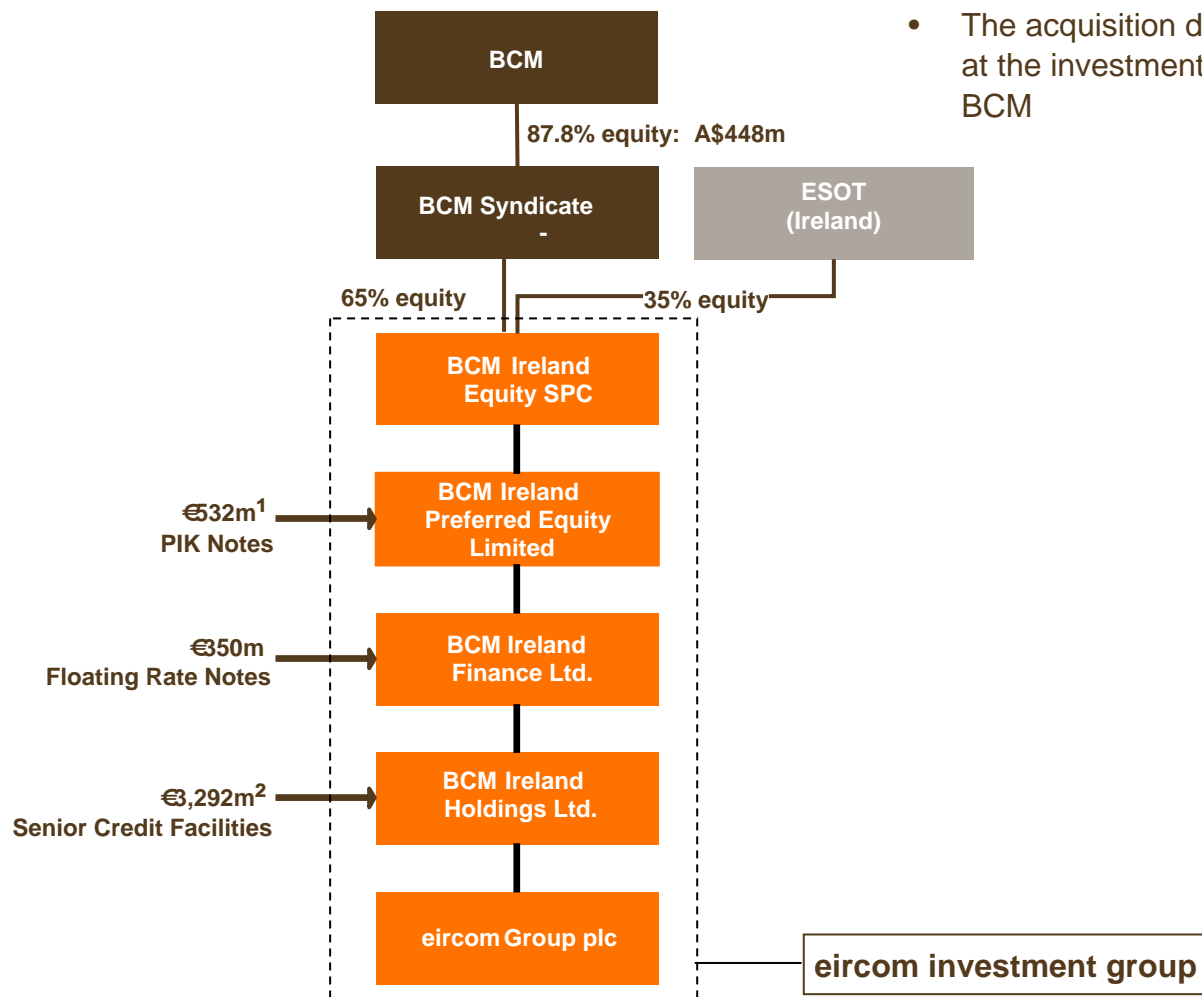 BCM
• The acquisition d
at the investment
BCM
87.8% equity: A$448m
BCM Syndicate
-
ESOT
(Ireland)
65% equity
35% equity
BCM Ireland
Equity SPC
BCM Ireland
Preferred Equity
Limited
€532m1
PIK Notes
BCM Ireland
Finance Ltd.
€350m
Floating Rate Notes
BCM Ireland
Holdings Ltd.
€3,292m2
Senior Credit Facilities
eircom Group plc
eircom investment group